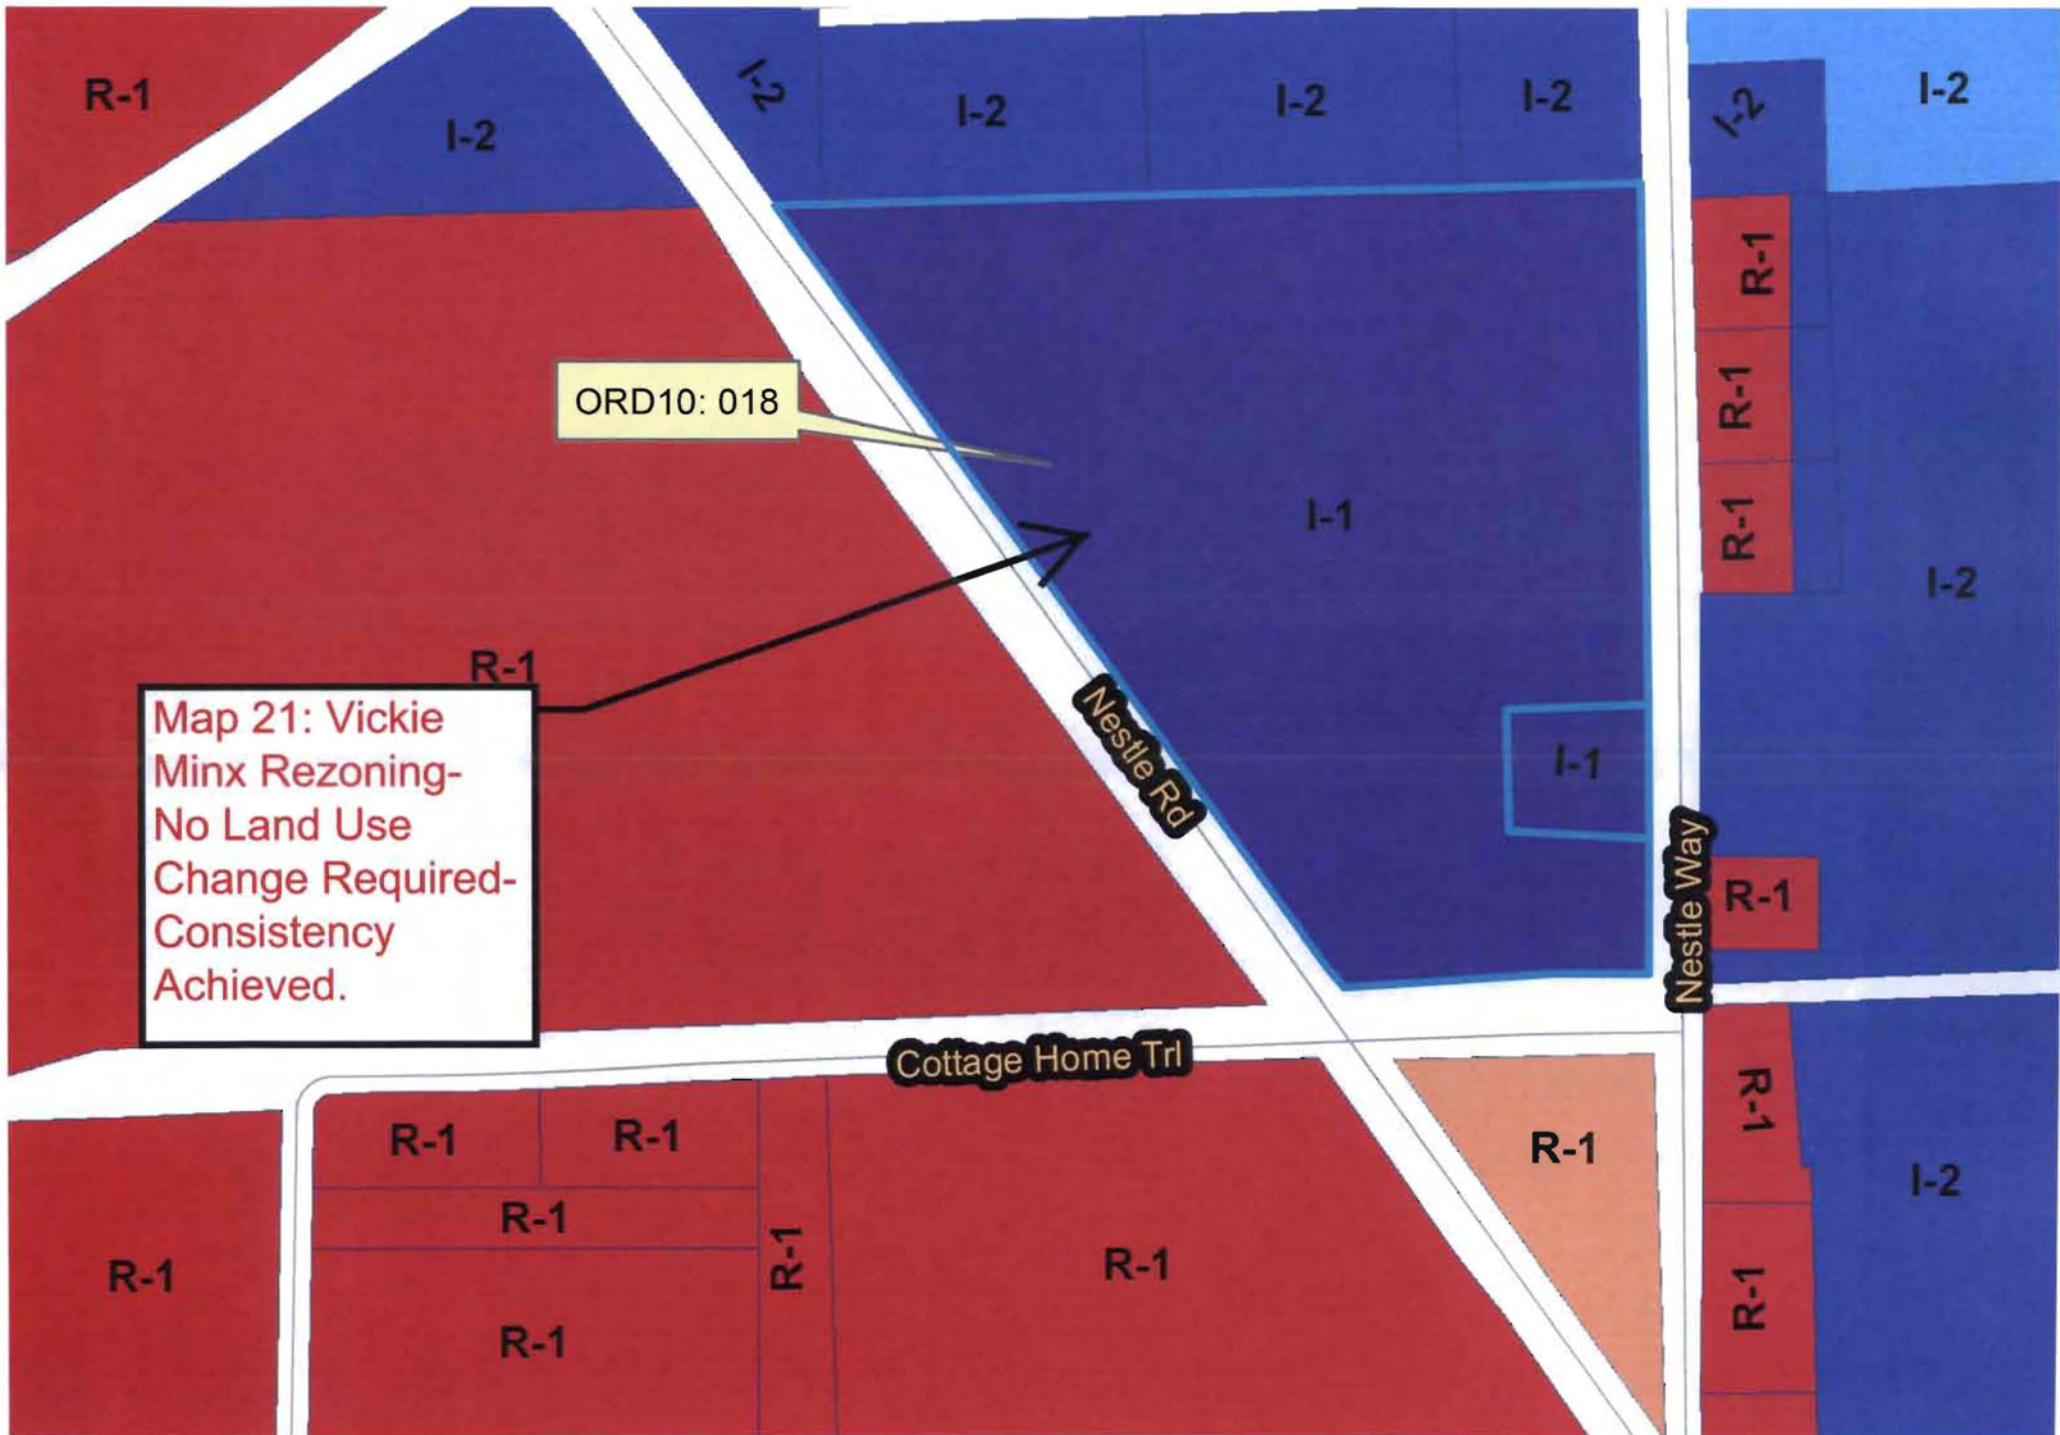 R-1
I-2
I-2
I-2
I-2
I-2
I-2
I-2
R-1
ORD10: 018
R-1
I-1
R-1
I-2
R-1
Map 21: Vickie
Minx Rezoning-
No Land Use
Change Required-
Consistency
Achieved.
Nestle Rd
I-1
Nestle Way
R-1
Cottage Home Trl
R-1
R-1
R-1
R-1
I-2
R-1
R-1
R-1
R-1
R-1
R-1